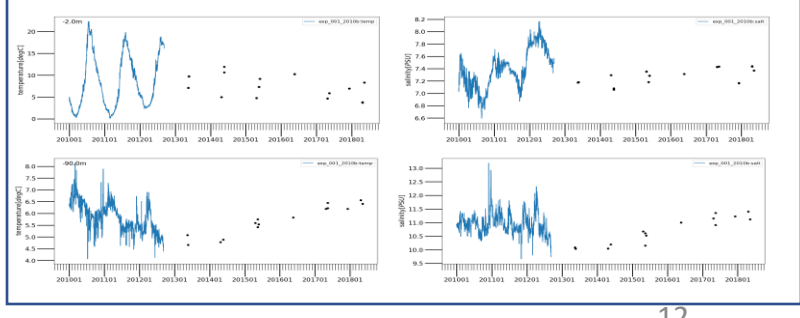 -2.0m
exp_001_2010b-temp
temperature[degC]
20
15
10
5
0
201001 201101 201201 201301 201401 201501 201601 201701 201801
exp_001_2010b-salt
salinity[PSU]
8.2
8.0
7.8
7.6
7.4
7.2
7.0
6.8
6.6
201001 201101 201201 201301 201401 201501 201601 201701 201801
-90.0m
exp_001_2010b-temp
temperature[degC]
8.0
7.5
7.0
6.5
6.0
5.5
5.0
4.5
4.0
201001 201101 201201 201301 201401 201501 201601 201701 201801
exp_001_2010b-salt
salinity[PSU]
13.0
12.5
12.0
11.5
11.0
10.5
10.0
9.5
201001 201101 201201 201301 201401 201501 201601 201701 201801
12